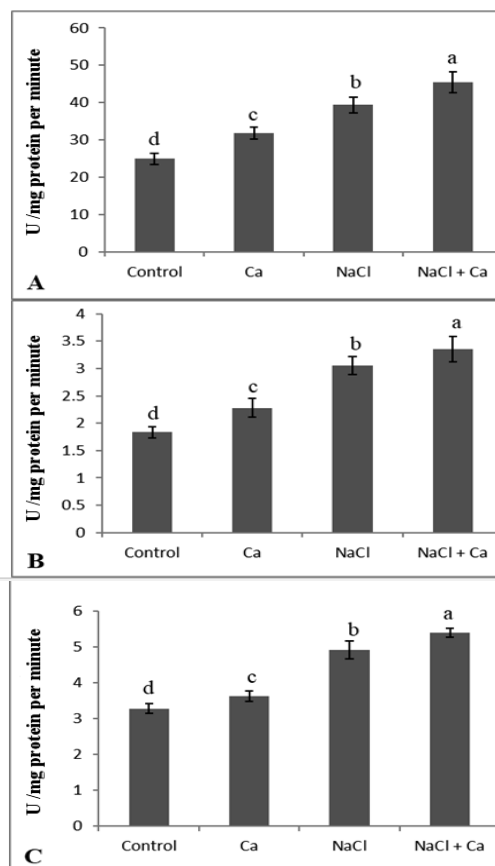 60
50
40
30
20
10
0
U /mg protein per minute
d
c
b
a
Control Ca NaCl NaCl + Ca
A
4
3.5
3
2.5
2
1.5
1
0.5
0
U /mg protein per minute
d
c
b
a
Control Ca NaCl NaCl + Ca
B
6
5
4
3
2
1
0
U /mg protein per minute
d
c
b
a
Control Ca NaCl NaCl + Ca
C